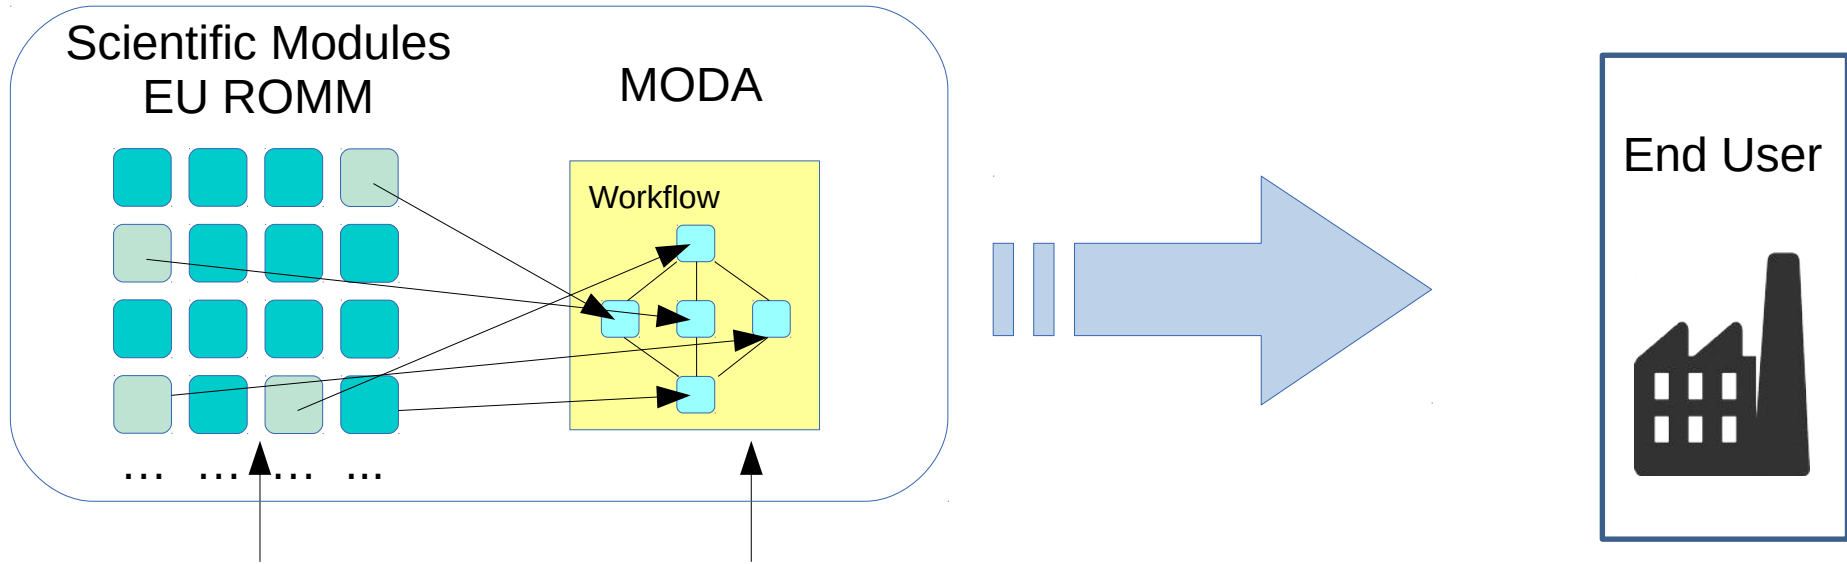 Scientific Modules
EU ROMM
MODA
Workflow
... ... ... ...
End User